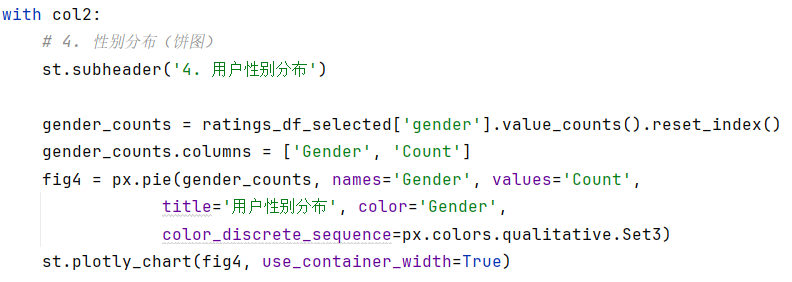 with col2:
    # 4. 性别分布（饼图）
    st.subheader('4. 用户性别分布')

    gender_counts = ratings_df_selected['gender'].value_counts().reset_index()
    gender_counts.columns = ['Gender', 'Count']
    fig4 = px.pie(gender_counts, names='Gender', values='Count',
                title='用户性别分布', color='Gender',
                color_discrete_sequence=px.colors.qualitative.Set3)
    st.plotly_chart(fig4, use_container_width=True)